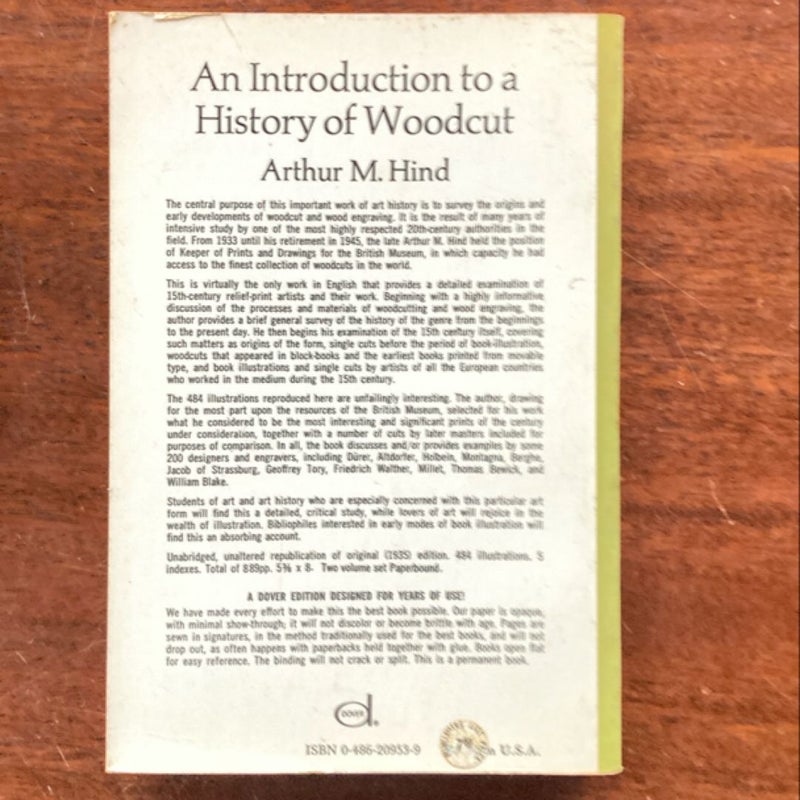 An Introduction to a
History of Woodcut
Arthur M. Hind
The central purpose of this important work of art history is to survey the origins and
early developments of woodcut and wood engraving. It is the result of many years of
intensive study by one of the most highly respected 20th-century authorities in the
field. From 1933 until his retirement in 1945, the late Arthur M. Hind held the position
of Keeper of Prints and Drawings for the British Museum, in which capacity he had
access to the finest collection of woodcuts in the world.
This is virtually the only work in English that provides a detailed examination of
15th-century relief-print artists and their work. Beginning with a highly informative
discussion of the processes and materials of woodcutting and wood engraving, the
author provides a brief general survey of the history of the genre from the beginnings
to the present day. He then begins his examination of the 15th century itself, covering
such matters as origins of the form, single cuts before the period of book-illustration,
woodcuts that appeared in block-books and the earliest books printed from movable
type, and book illustrations and single cuts by artists of all the European countries
who worked in the medium during the 15th century.
The 484 illustrations reproduced here are unfailingly interesting. The author, drawing
for the most part upon the resources of the British Museum, selected for his work
what he considered to be the most interesting and significant prints of the century
under consideration, together with a number of cuts by later masters included for
purposes of comparison. In all, the book discusses and/or provides examples by some
200 designers and engravers, including Dürer, Altdorfer, Holbein, Montagna, Beham,
Jacob of Strassburg, Geoffrey Tory, Friedrich Walther, Millet, Thomas Bewick, and
William Blake.
Students of art and art history who are especially concerned with this particular art
form will find this a detailed, critical study, while lovers of art will rejoice in the
wealth of illustration. Bibliophiles interested in early modes of book illustration will
find this an absorbing account.
Unabridged, unaltered republication of original (1935) edition. 484 illustrations. 5
indexes. Total of 889pp. 5⅜ x 8. Two volume set Paperbound.
A DOVER EDITION DESIGNED FOR YEARS OF USE!
We have made every effort to make this the best book possible. Our paper is opaque,
with minimal show-through; it will not discolor or become brittle with age. Pages are
sewn in signatures, in the method traditionally used for the best books, and will not
drop out, as often happens with paperbacks held together with glue. Books open flat
for easy reference. The binding will not crack or split. This is a permanent book.
DOVER
ISBN 0-486-20953-9 in U.S.A.